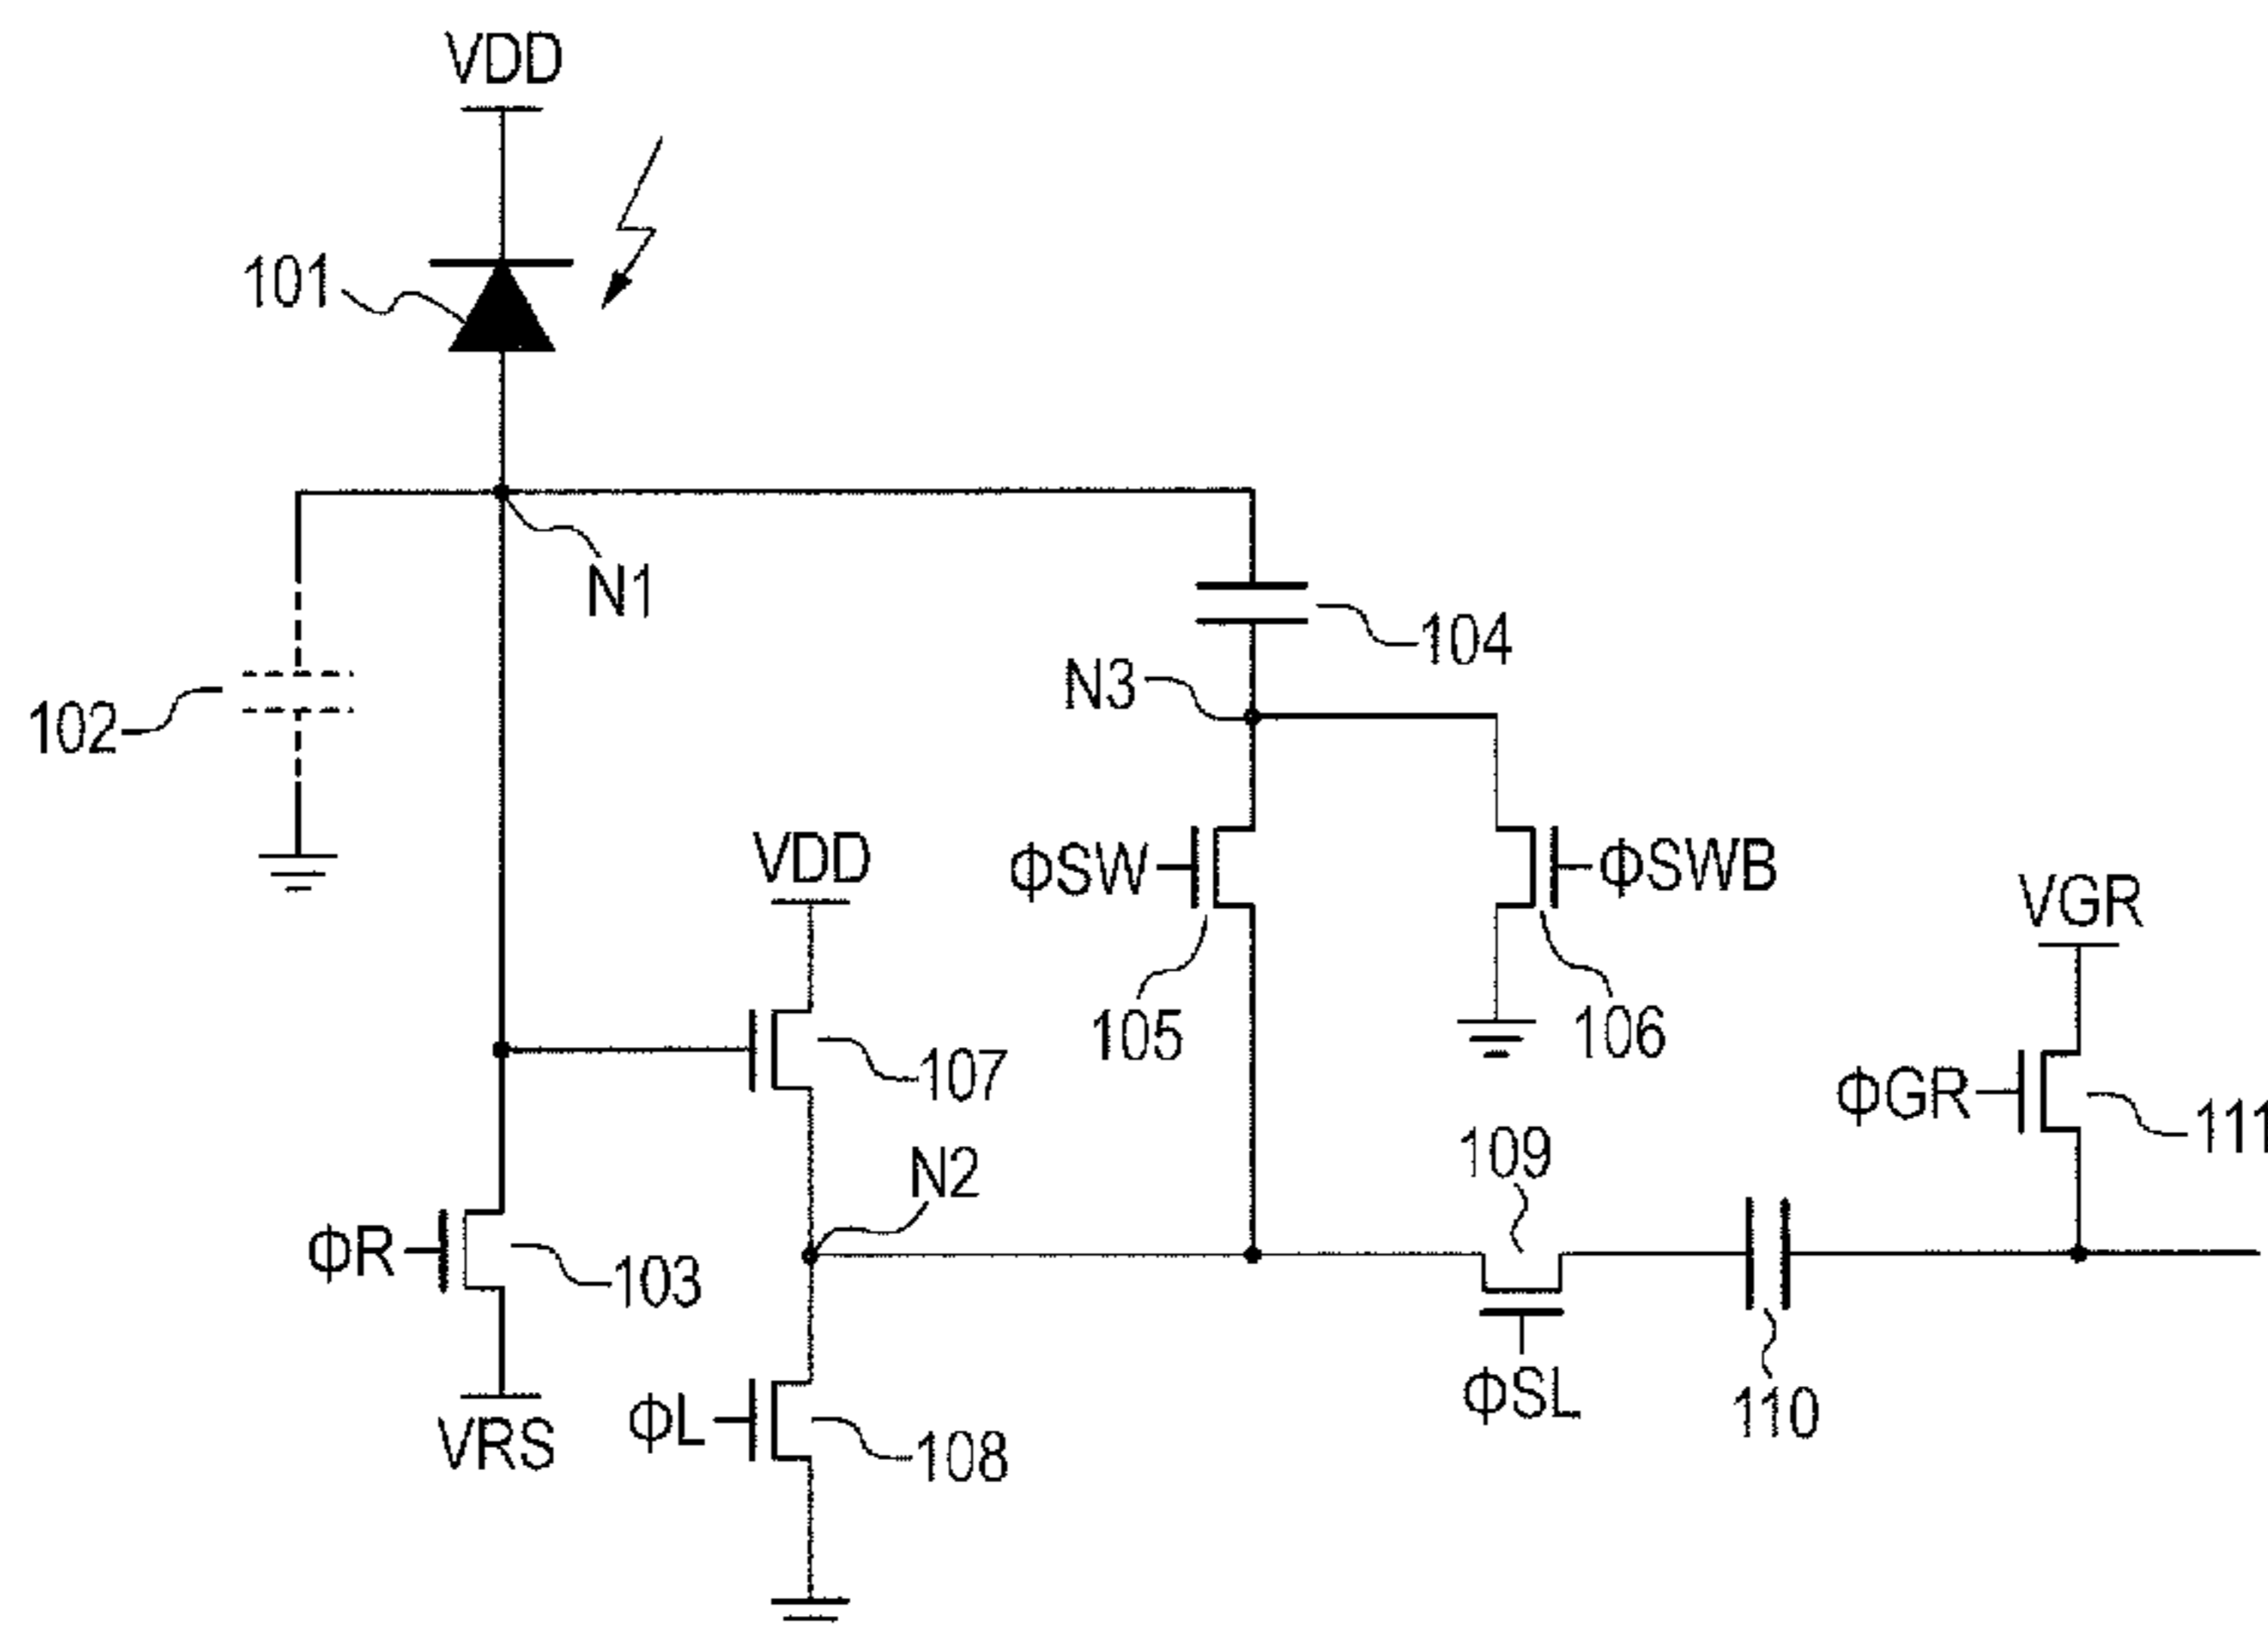 VDD
101
N1
104
N3
102
VDD
ΦSW
ΦSWB
VGR
105
106
107
ΦGR
111
109
N2
ΦR
103
ΦSL
110
VRS
ΦL
108